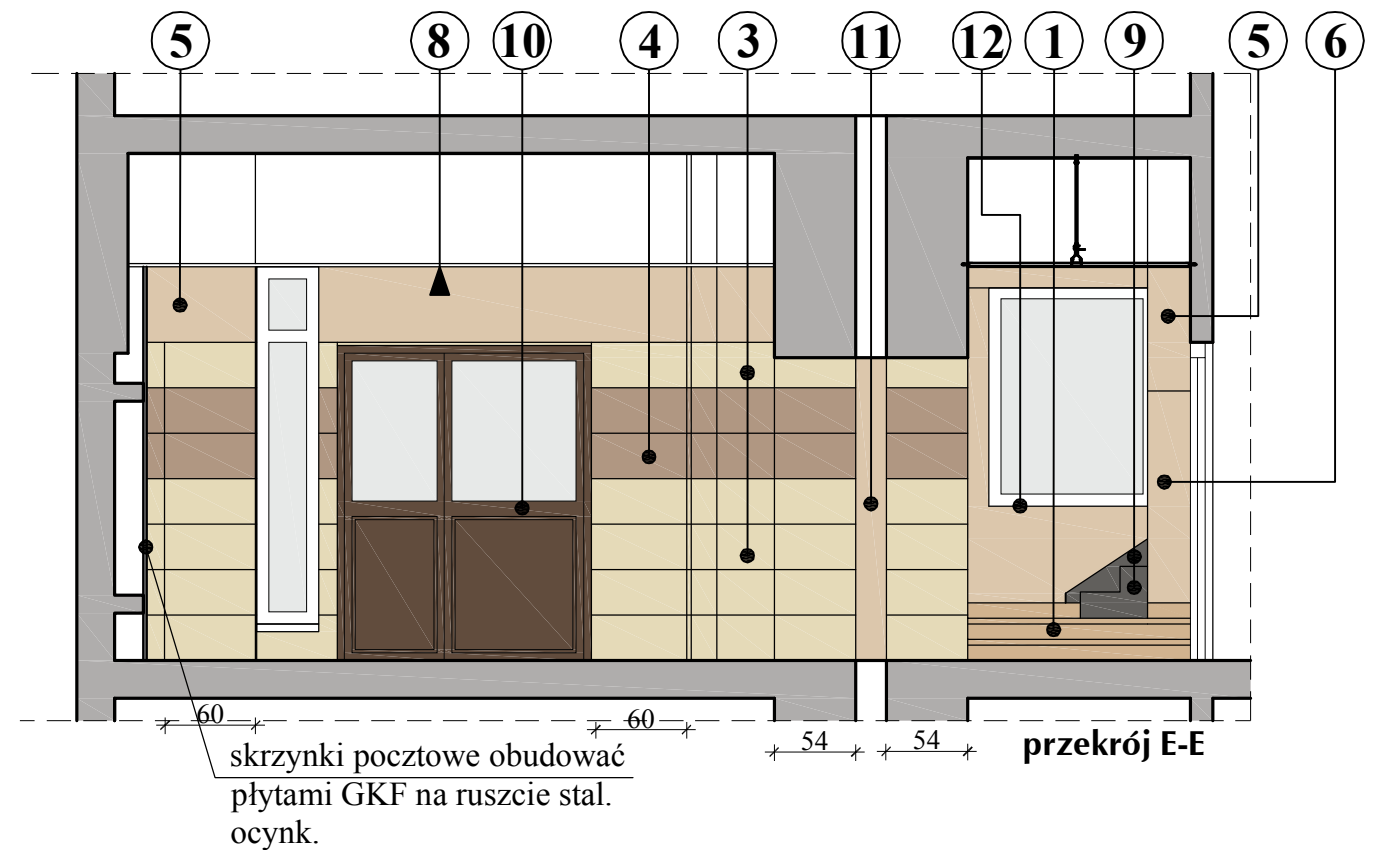 5 8 10 4 3 11 12 1 9 5 6
60 60 54 54
przekrój E-E
skrzynki pocztowe obudować
płytami GKF na ruszcie stal.
ocynk.